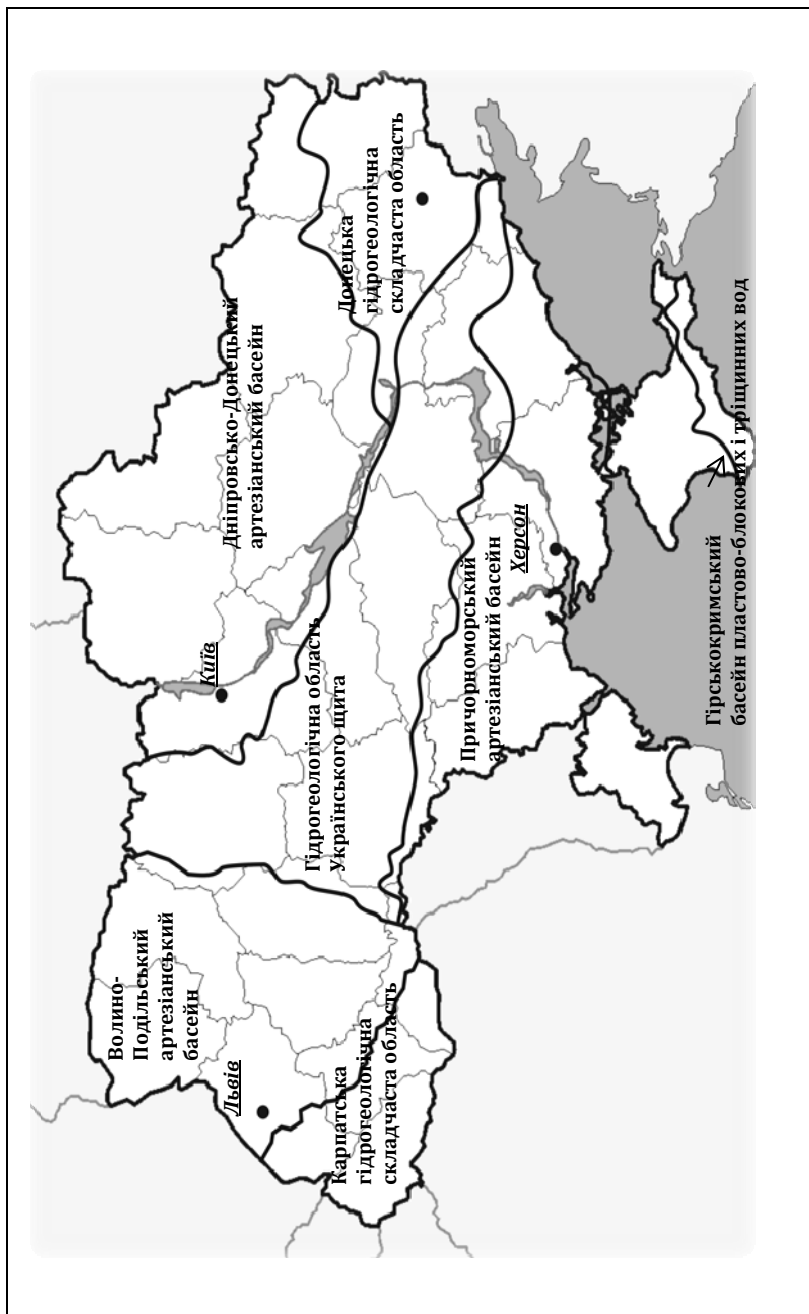 Волино-
Подільський
артезіанський
басейн
Львів
Карпатська
гідрогеологічна
складчаста область
Київ
Гідрогеологічна область
Українського щита
Дніпровсько-Донецький
артезіанський басейн
Донецька
гідрогеологічна
складчаста область
Причорноморський
артезіанський басейн
Херсон
Гірськокримський
басейн пластово-блокових і тріщинних вод